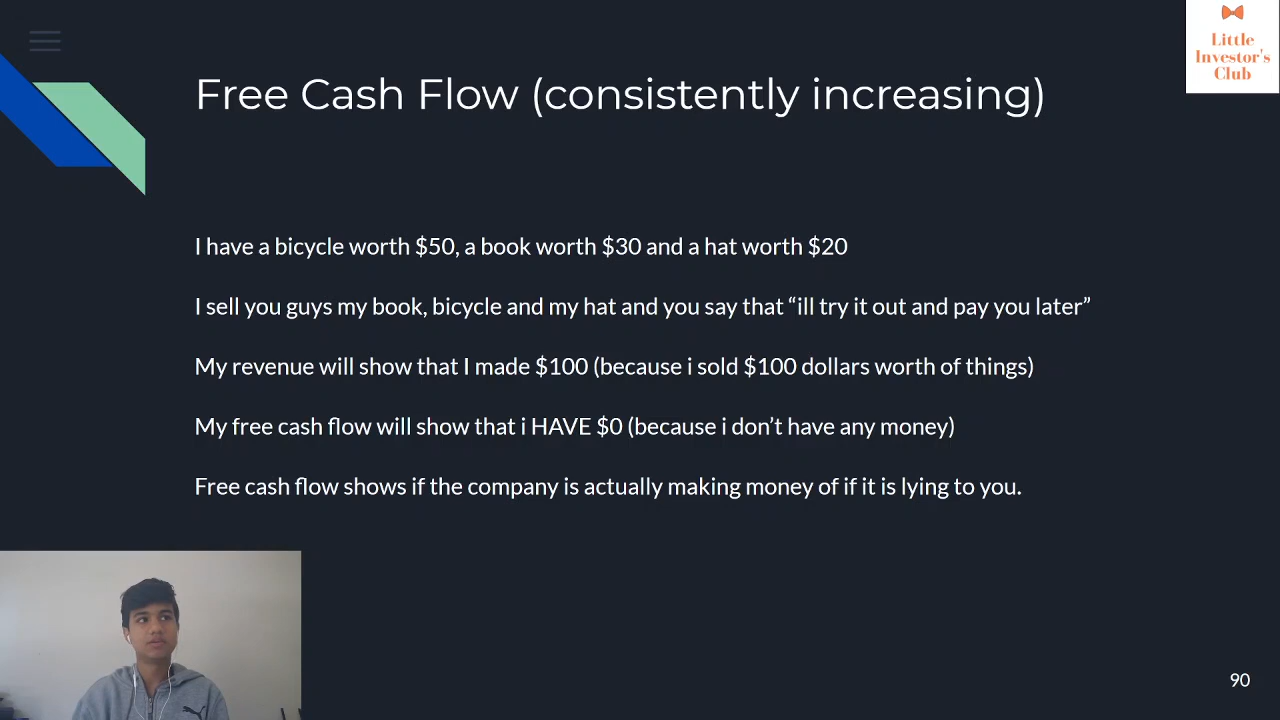 Little
Investor's
Club
Free Cash Flow (consistently increasing)
I have a bicycle worth $50, a book worth $30 and a hat worth $20
I sell you guys my book, bicycle and my hat and you say that “ill try it out and pay you later”
My revenue will show that I made $100 (because i sold $100 dollars worth of things)
My free cash flow will show that i HAVE $0 (because i don’t have any money)
Free cash flow shows if the company is actually making money of if it is lying to you.
90